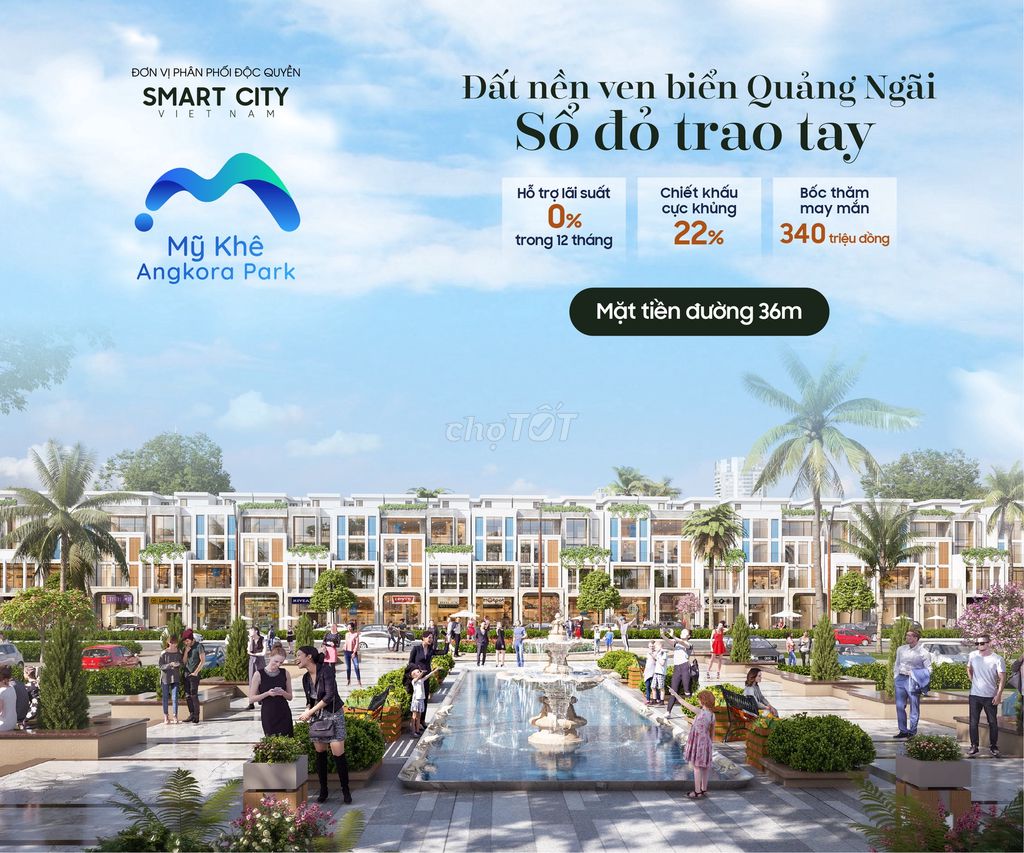 ĐƠN VỊ PHÂN PHỐI ĐỘC QUYỀN
SMART CITY
VIET NAM
Mỹ Khê
Angkora Park
Đất nền ven biển Quảng Ngãi
Sổ đỏ trao tay
Hỗ trợ lãi suất
0%
trong 12 tháng
Chiết khấu
cực khủng
22%
Bốc thăm
may mắn
340 triệu đồng
Mặt tiền đường 36m
chợTỐT